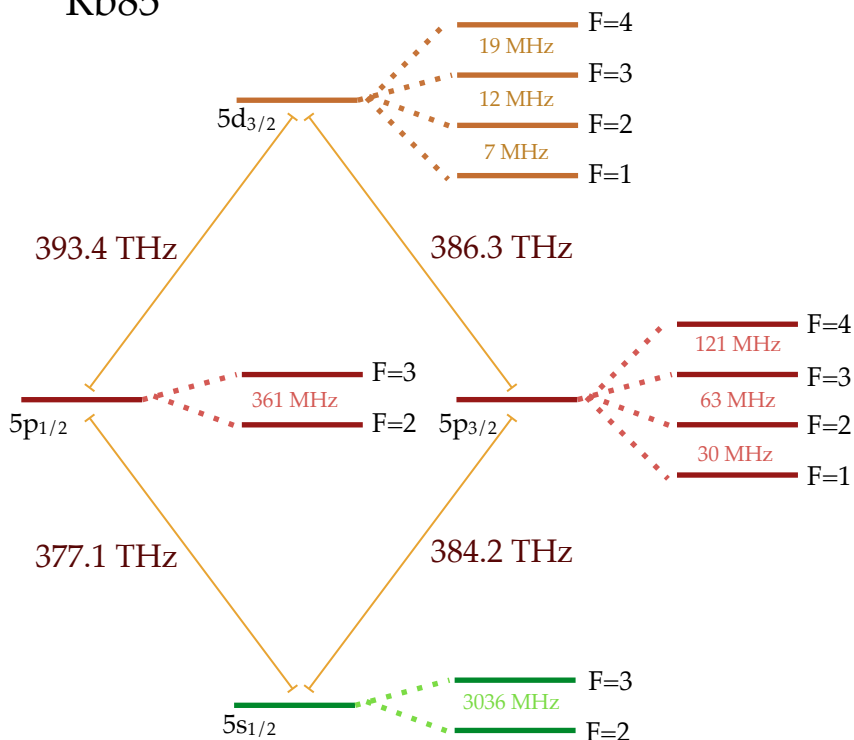 Rb85
F=4
19 MHz
F=3
12 MHz
F=2
7 MHz
F=1
5d3/2
393.4 THz
386.3 THz
F=4
121 MHz
F=3
63 MHz
F=2
30 MHz
F=1
F=3
361 MHz
F=2
5p1/2
5p3/2
377.1 THz
384.2 THz
F=3
3036 MHz
F=2
5s1/2